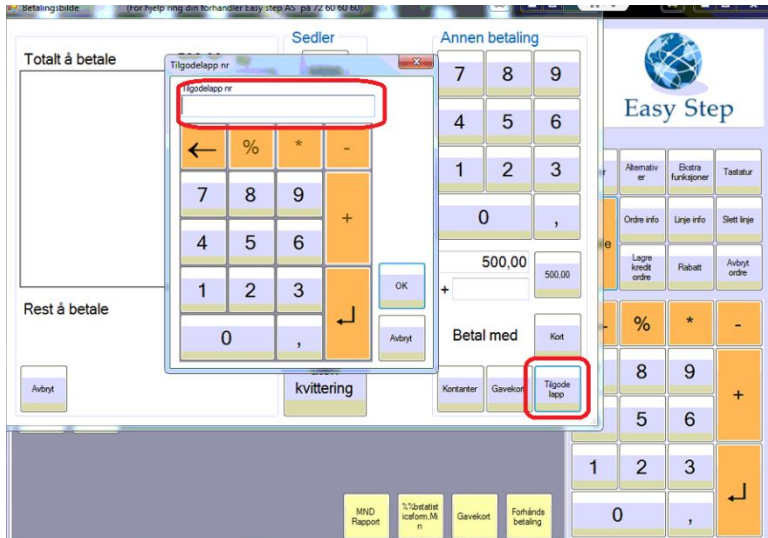 Betalingsbilde (For hjelp ring din forhandler Easy step AS på 72 60 60 60)
Totalt å betale
Sedler
Annen betaling
Tilgodelapp nr
Tilgodelapp nr
% * -
7 8 9
+
4 5 6
1 2 3
0 ,
OK
Avbryt
7 8 9
4 5 6
1 2 3
0 ,
500,00
500,00
+
Rest å betale
Betal med
Kort
Avbryt
kvittering
Kontanter
Gavekort
Tilgode
lapp
Easy Step
Alternativ
er
Ekstra
funksjoner
Tastatur
Ordre info
Linje info
Slett linje
Lagre
kredit
ordre
Rabatt
Avbryt
ordre
% * -
8 9
+
5 6
1 2 3
0 ,
MND
Rapport
%%bstatist
icsform.Mi
n
Gavekort
Forhånds
betaling